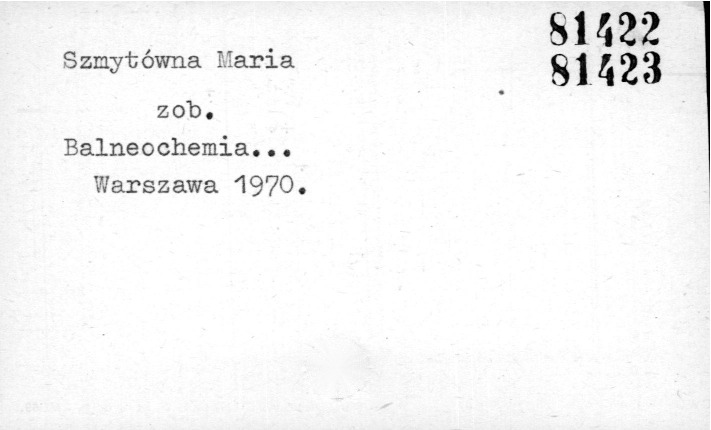 81422
81423
Szmytówna Maria
zob.
Balneochemia...
Warszawa 1970.